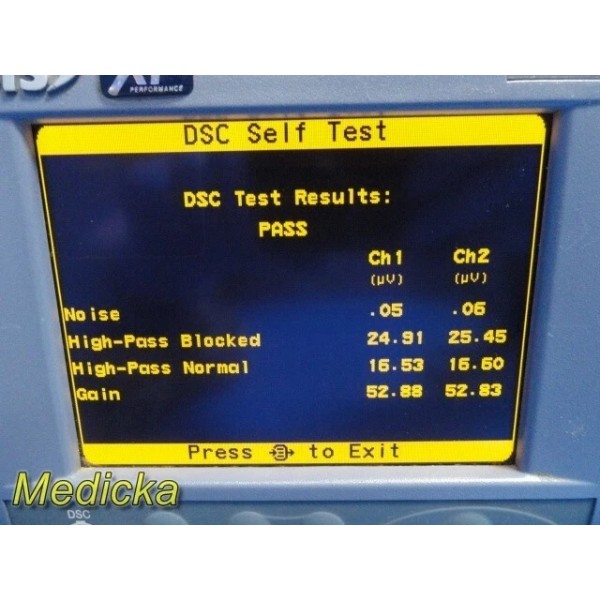 XP
PERFORMANCE
DSC Self Test
DSC Test Results:
PASS
Ch1 Ch2
(µV) (µV)
Noise .05 .06
High-Pass Blocked 24.91 25.45
High-Pass Normal 16.53 16.60
Gain 52.88 52.83
Press to Exit
Medicka
DSC